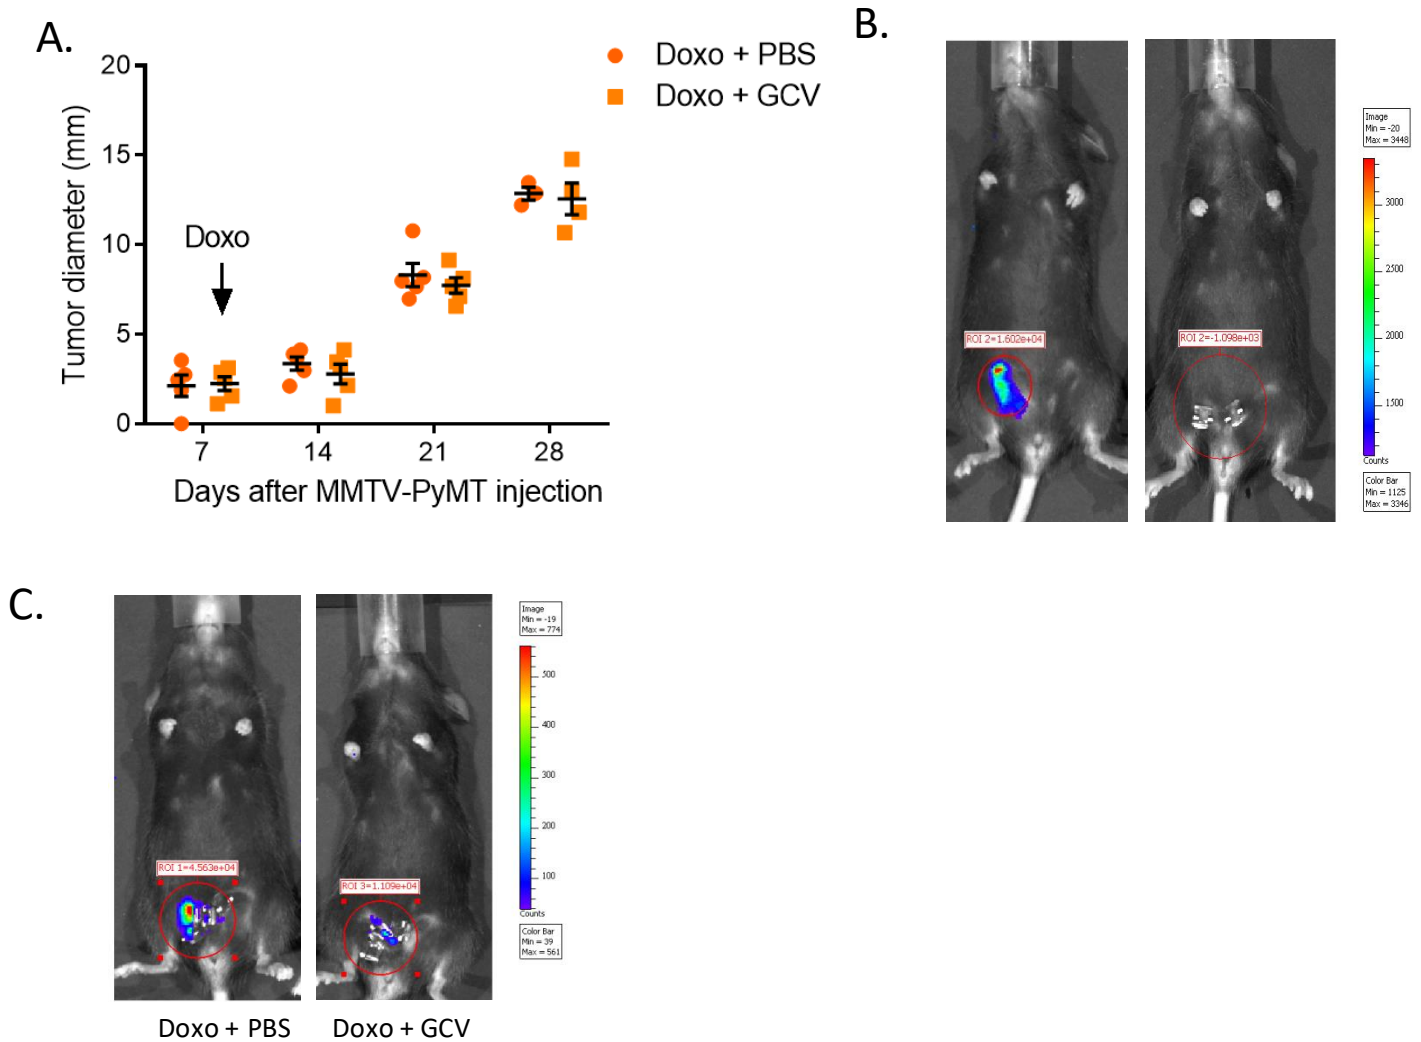 A.
20
15
10
5
0
Tumor diameter (mm)
Doxo
7 14 21 28
Days after MMTV-PyMT injection
Doxo + PBS
Doxo + GCV
B.
ROI 2=1.602e+04
ROI 2=-1.098e+03
Image
Min = -20
Max = 3448
3000
2500
2000
1500
Counts
Color Bar
Min = 1125
Max = 3346
C.
ROI 1=4.563e+04
ROI 3=1.109e+04
Image
Min = -19
Max = 774
500
400
300
200
100
Counts
Color Bar
Min = 39
Max = 561
Doxo + PBS
Doxo + GCV